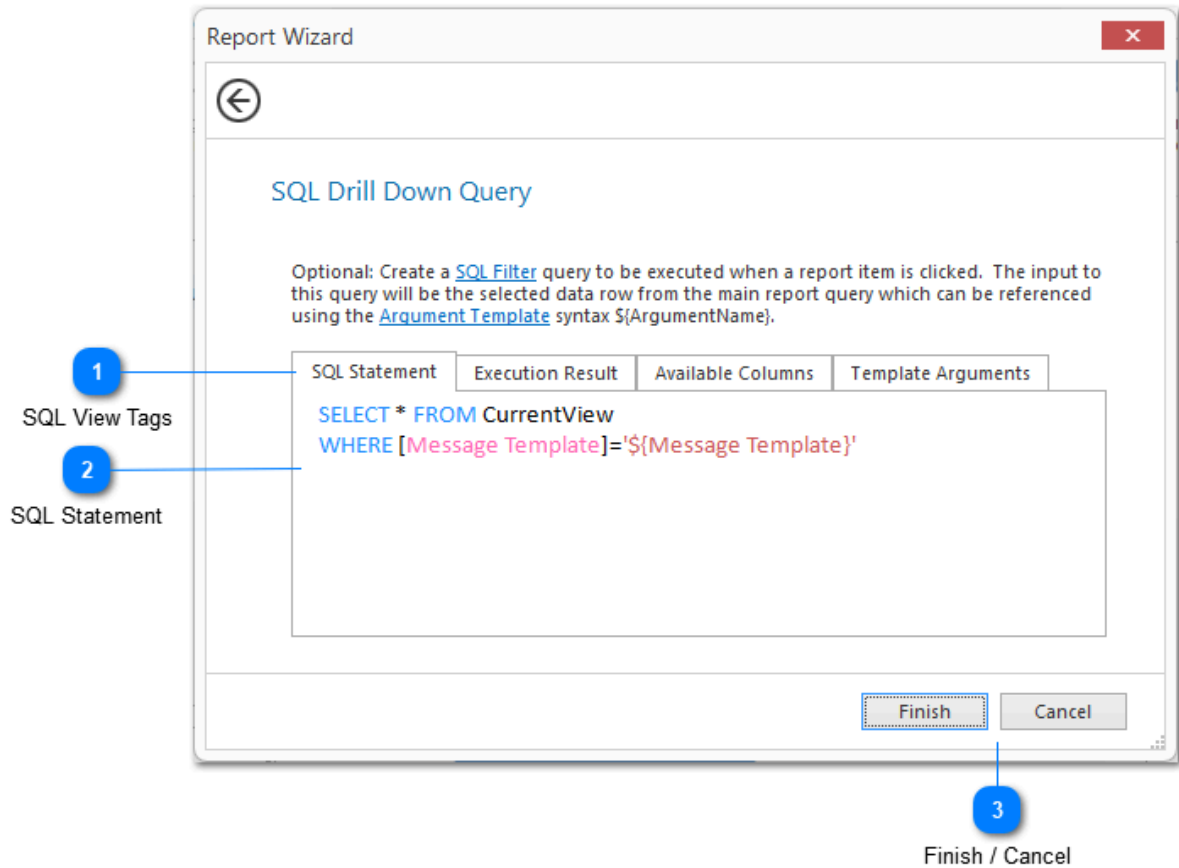 Report Wizard
SQL Drill Down Query
Optional: Create a SQL Filter query to be executed when a report item is clicked. The input to
this query will be the selected data row from the main report query which can be referenced
using the Argument Template syntax ${ArgumentName}.
SQL Statement Execution Result Available Columns Template Arguments
1
SQL View Tags
SELECT * FROM CurrentView
WHERE [Message Template]='${Message Template}'
2
SQL Statement
Finish Cancel
3
Finish / Cancel